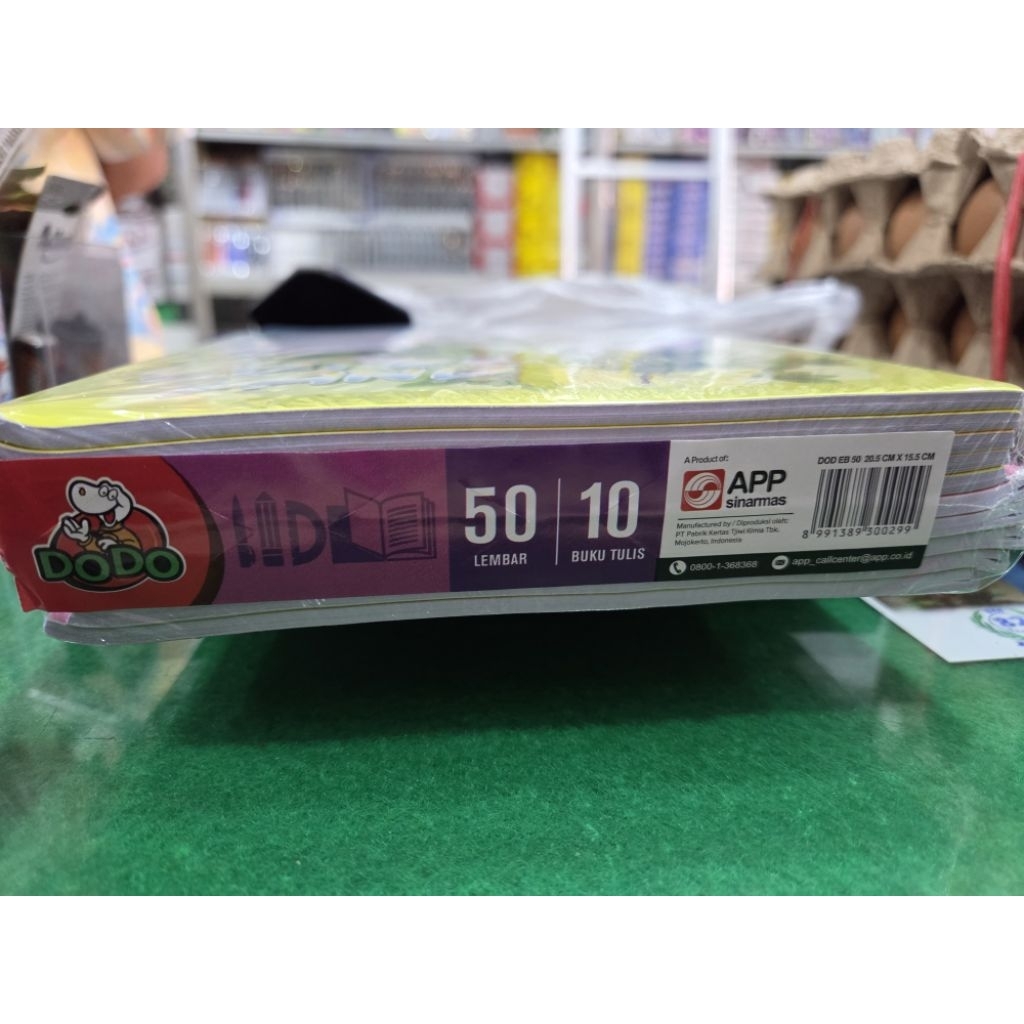 DODO
50
LEMBAR
10
BUKU TULIS
A Product of:
APP
sinarmas
Manufactured by / Diproduksi oleh:
PT Pabrik Kertas Tjiwi Kimia Tbk.
Mojokerto, Indonesia
DOD EB 50 20.5 CM X 15.5 CM
8 991389 300299
0800-1-368368
app_callcenter@app.co.id